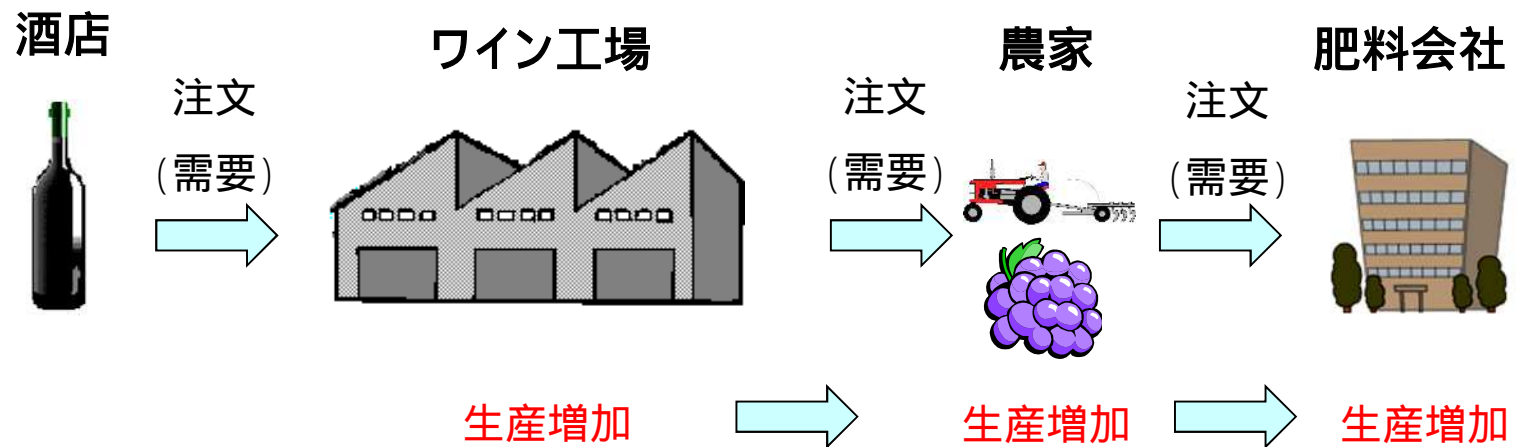 酒店
ワイン工場
農家
肥料会社
注文
(需要)
注文
(需要)
注文
(需要)
生産増加
生産増加
生産増加